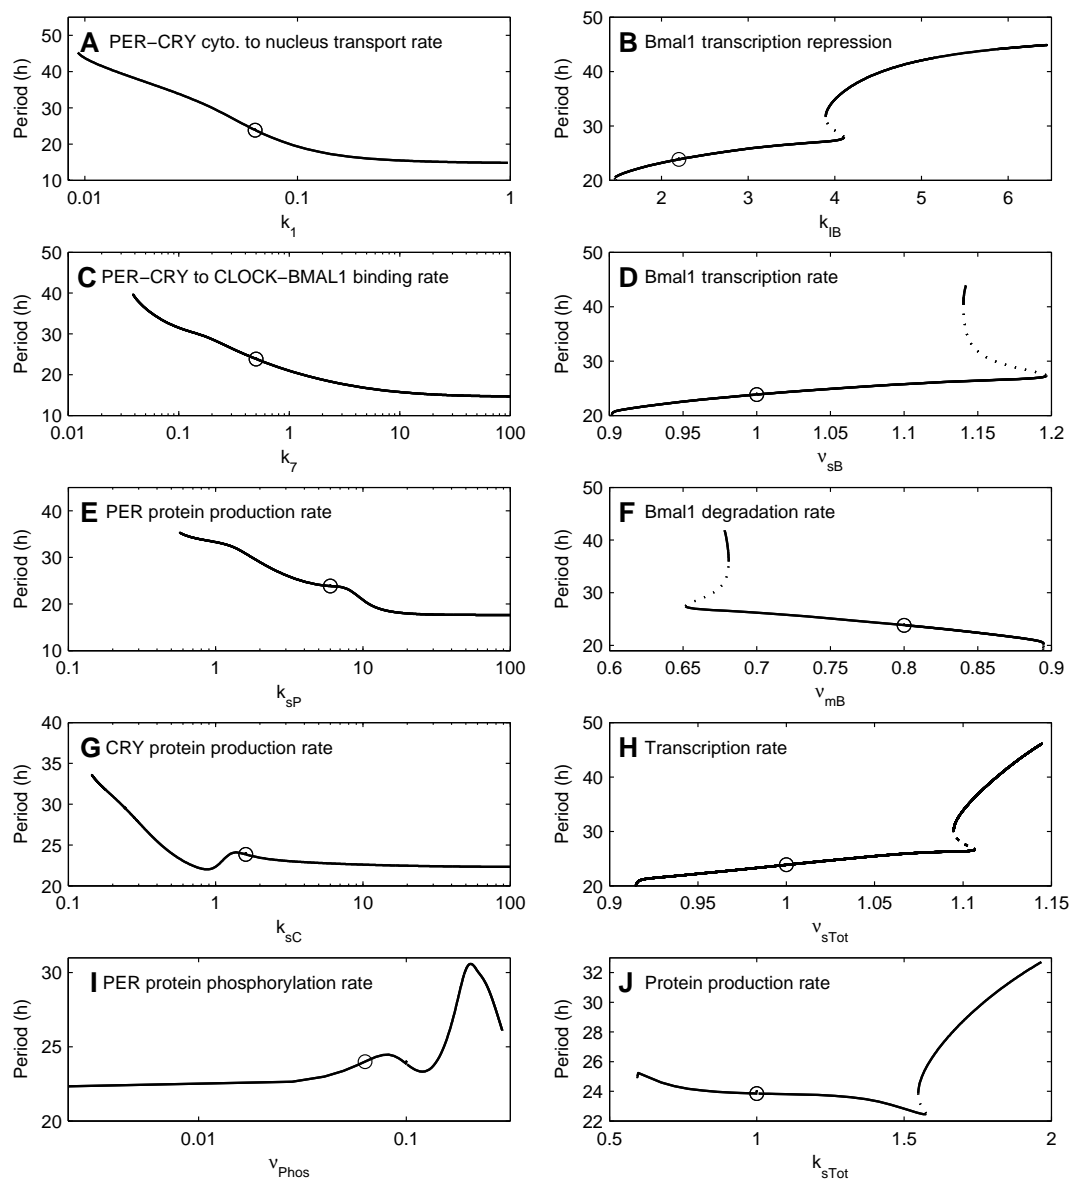 A PER−CRY cyto. to nucleus transport rate
Period (h)
50
40
30
20
10
0.01 0.1 1
k1
B Bmal1 transcription repression
Period (h)
50
40
30
20
2 3 4 5 6
kIB
C PER−CRY to CLOCK−BMAL1 binding rate
Period (h)
50
40
30
20
10
0.01 0.1 1 10 100
k7
D Bmal1 transcription rate
Period (h)
50
40
30
20
0.9 0.95 1 1.05 1.1 1.15 1.2
νsB
E PER protein production rate
Period (h)
40
30
20
10
0.1 1 10 100
ksP
F Bmal1 degradation rate
Period (h)
50
40
30
20
0.6 0.65 0.7 0.75 0.8 0.85 0.9
νmB
G CRY protein production rate
Period (h)
40
35
30
25
20
0.1 1 10 100
ksC
H Transcription rate
Period (h)
50
40
30
20
0.9 0.95 1 1.05 1.1 1.15
νsTot
I PER protein phosphorylation rate
Period (h)
30
25
20
0.01 0.1
νPhos
J Protein production rate
Period (h)
32
30
28
26
24
22
0.5 1 1.5 2
ksTot